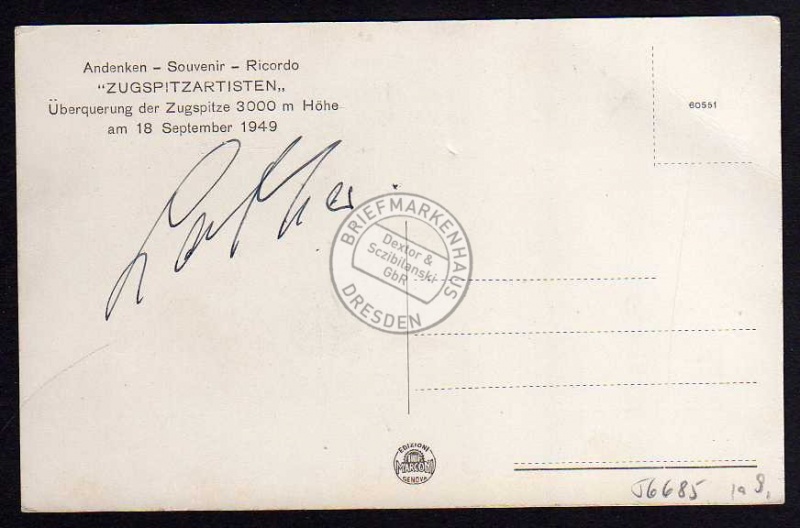 Andenken – Souvenir – Ricordo
"ZUGSPITZARTISTEN„
Überquerung der Zugspitze 3000 m Höhe
am 18 September 1949
60551
BRIEFMARKENHAUS
Dextor &
Sczibilanski
GbR
DRESDEN
EDIZIONI
MARCONI
GENOVA
J6685